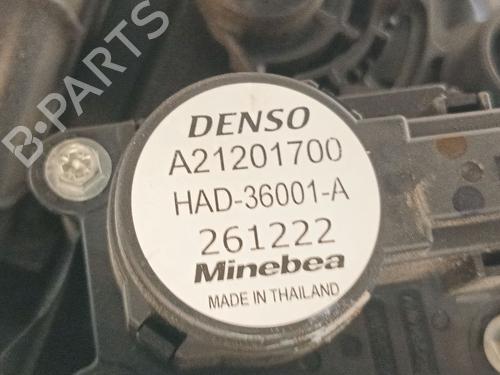 B-PARTS
DENSO
A21201700
HAD-36001-A
261222
Minebea
MADE IN THAILAND